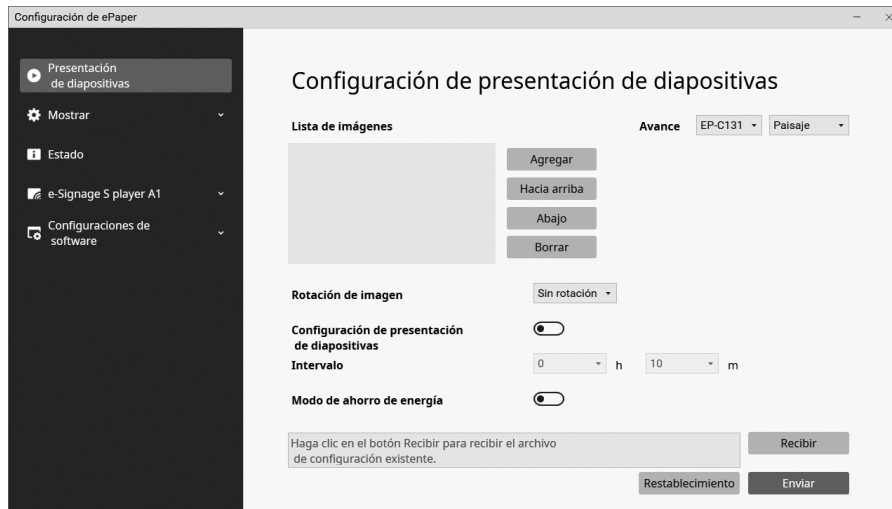 Configuración de ePaper
Presentación
de diapositivas
Mostrar
Estado
e-Signage S player A1
Configuraciones de
software
Configuración de presentación de diapositivas
Lista de imágenes
Avance
EP-C131
Paisaje
Agregar
Hacia arriba
Abajo
Borrar
Rotación de imagen
Sin rotación
Configuración de presentación
de diapositivas
Intervalo
0
h
10
m
Modo de ahorro de energía
Haga clic en el botón Recibir para recibir el archivo
de configuración existente.
Recibir
Restablecimiento
Enviar